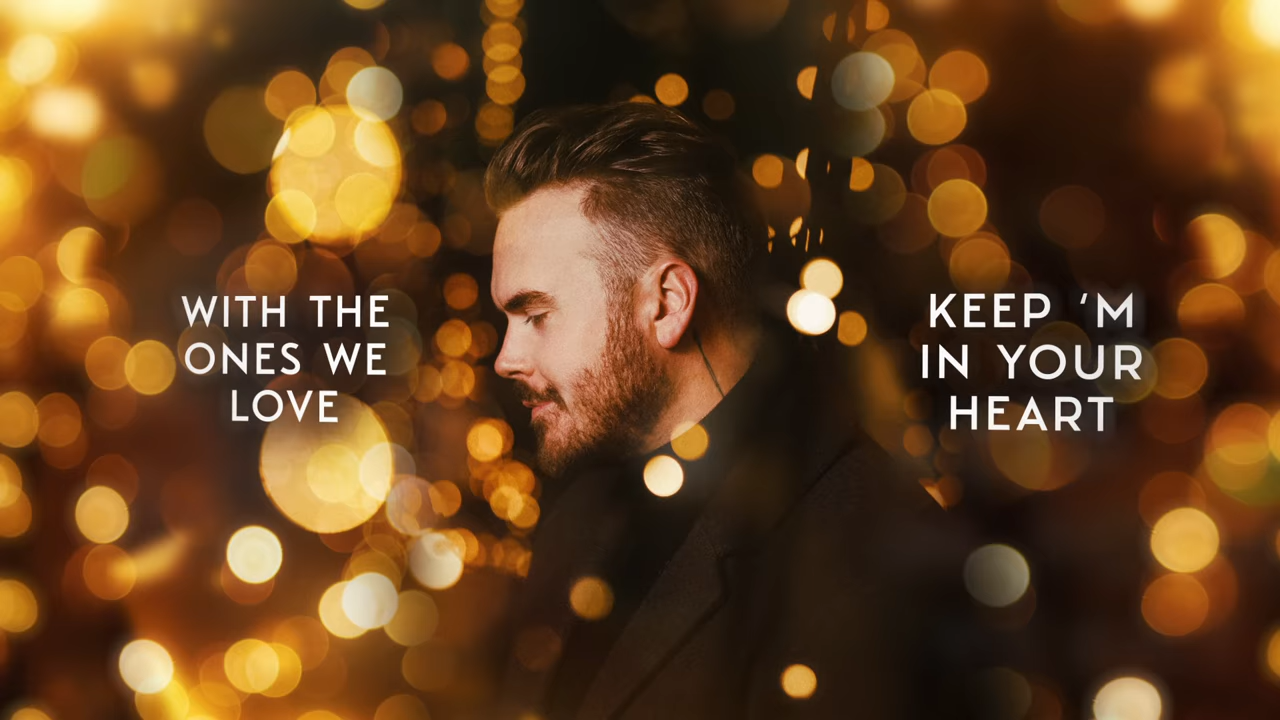 WITH THE
ONES WE
LOVE
KEEP ‘M
IN YOUR
HEART